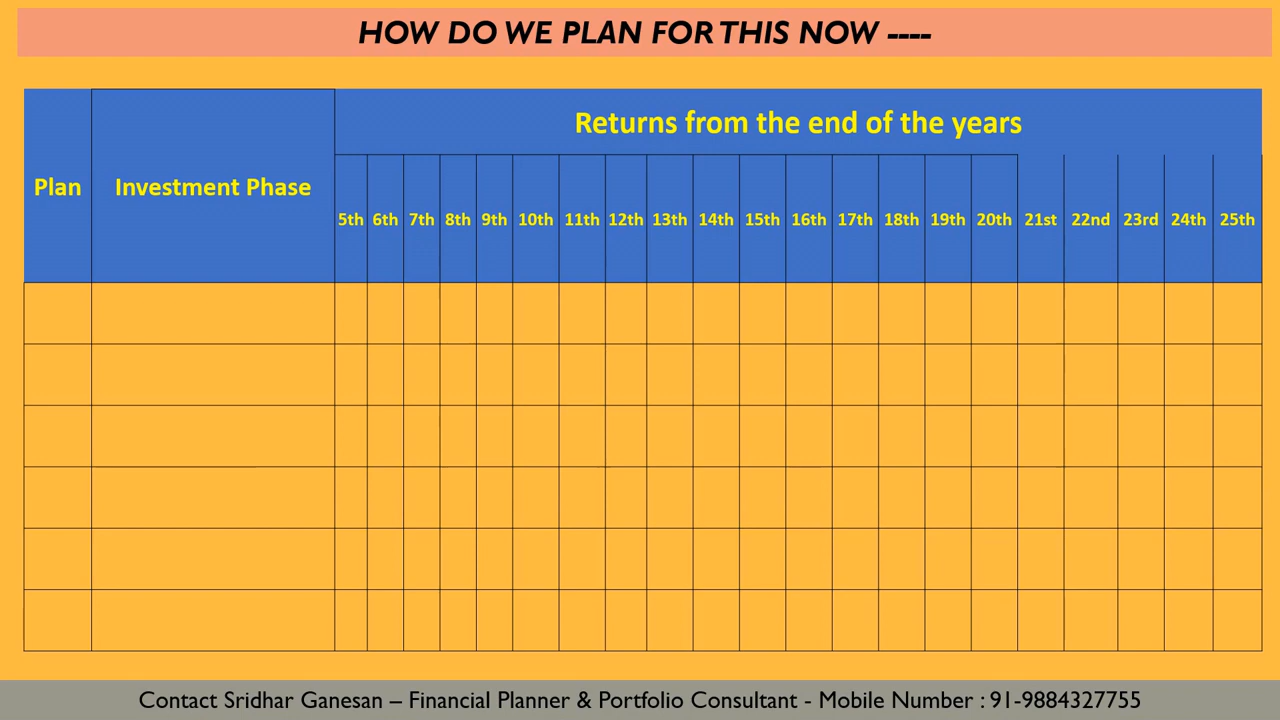 HOW DO WE PLAN FOR THIS NOW ----
Returns from the end of the years
Plan Investment Phase
5th 6th 7th 8th 9th 10th 11th 12th 13th 14th 15th 16th 17th 18th 19th 20th 21st 22nd 23rd 24th 25th
Contact Sridhar Ganesan – Financial Planner & Portfolio Consultant - Mobile Number : 91-9884327755